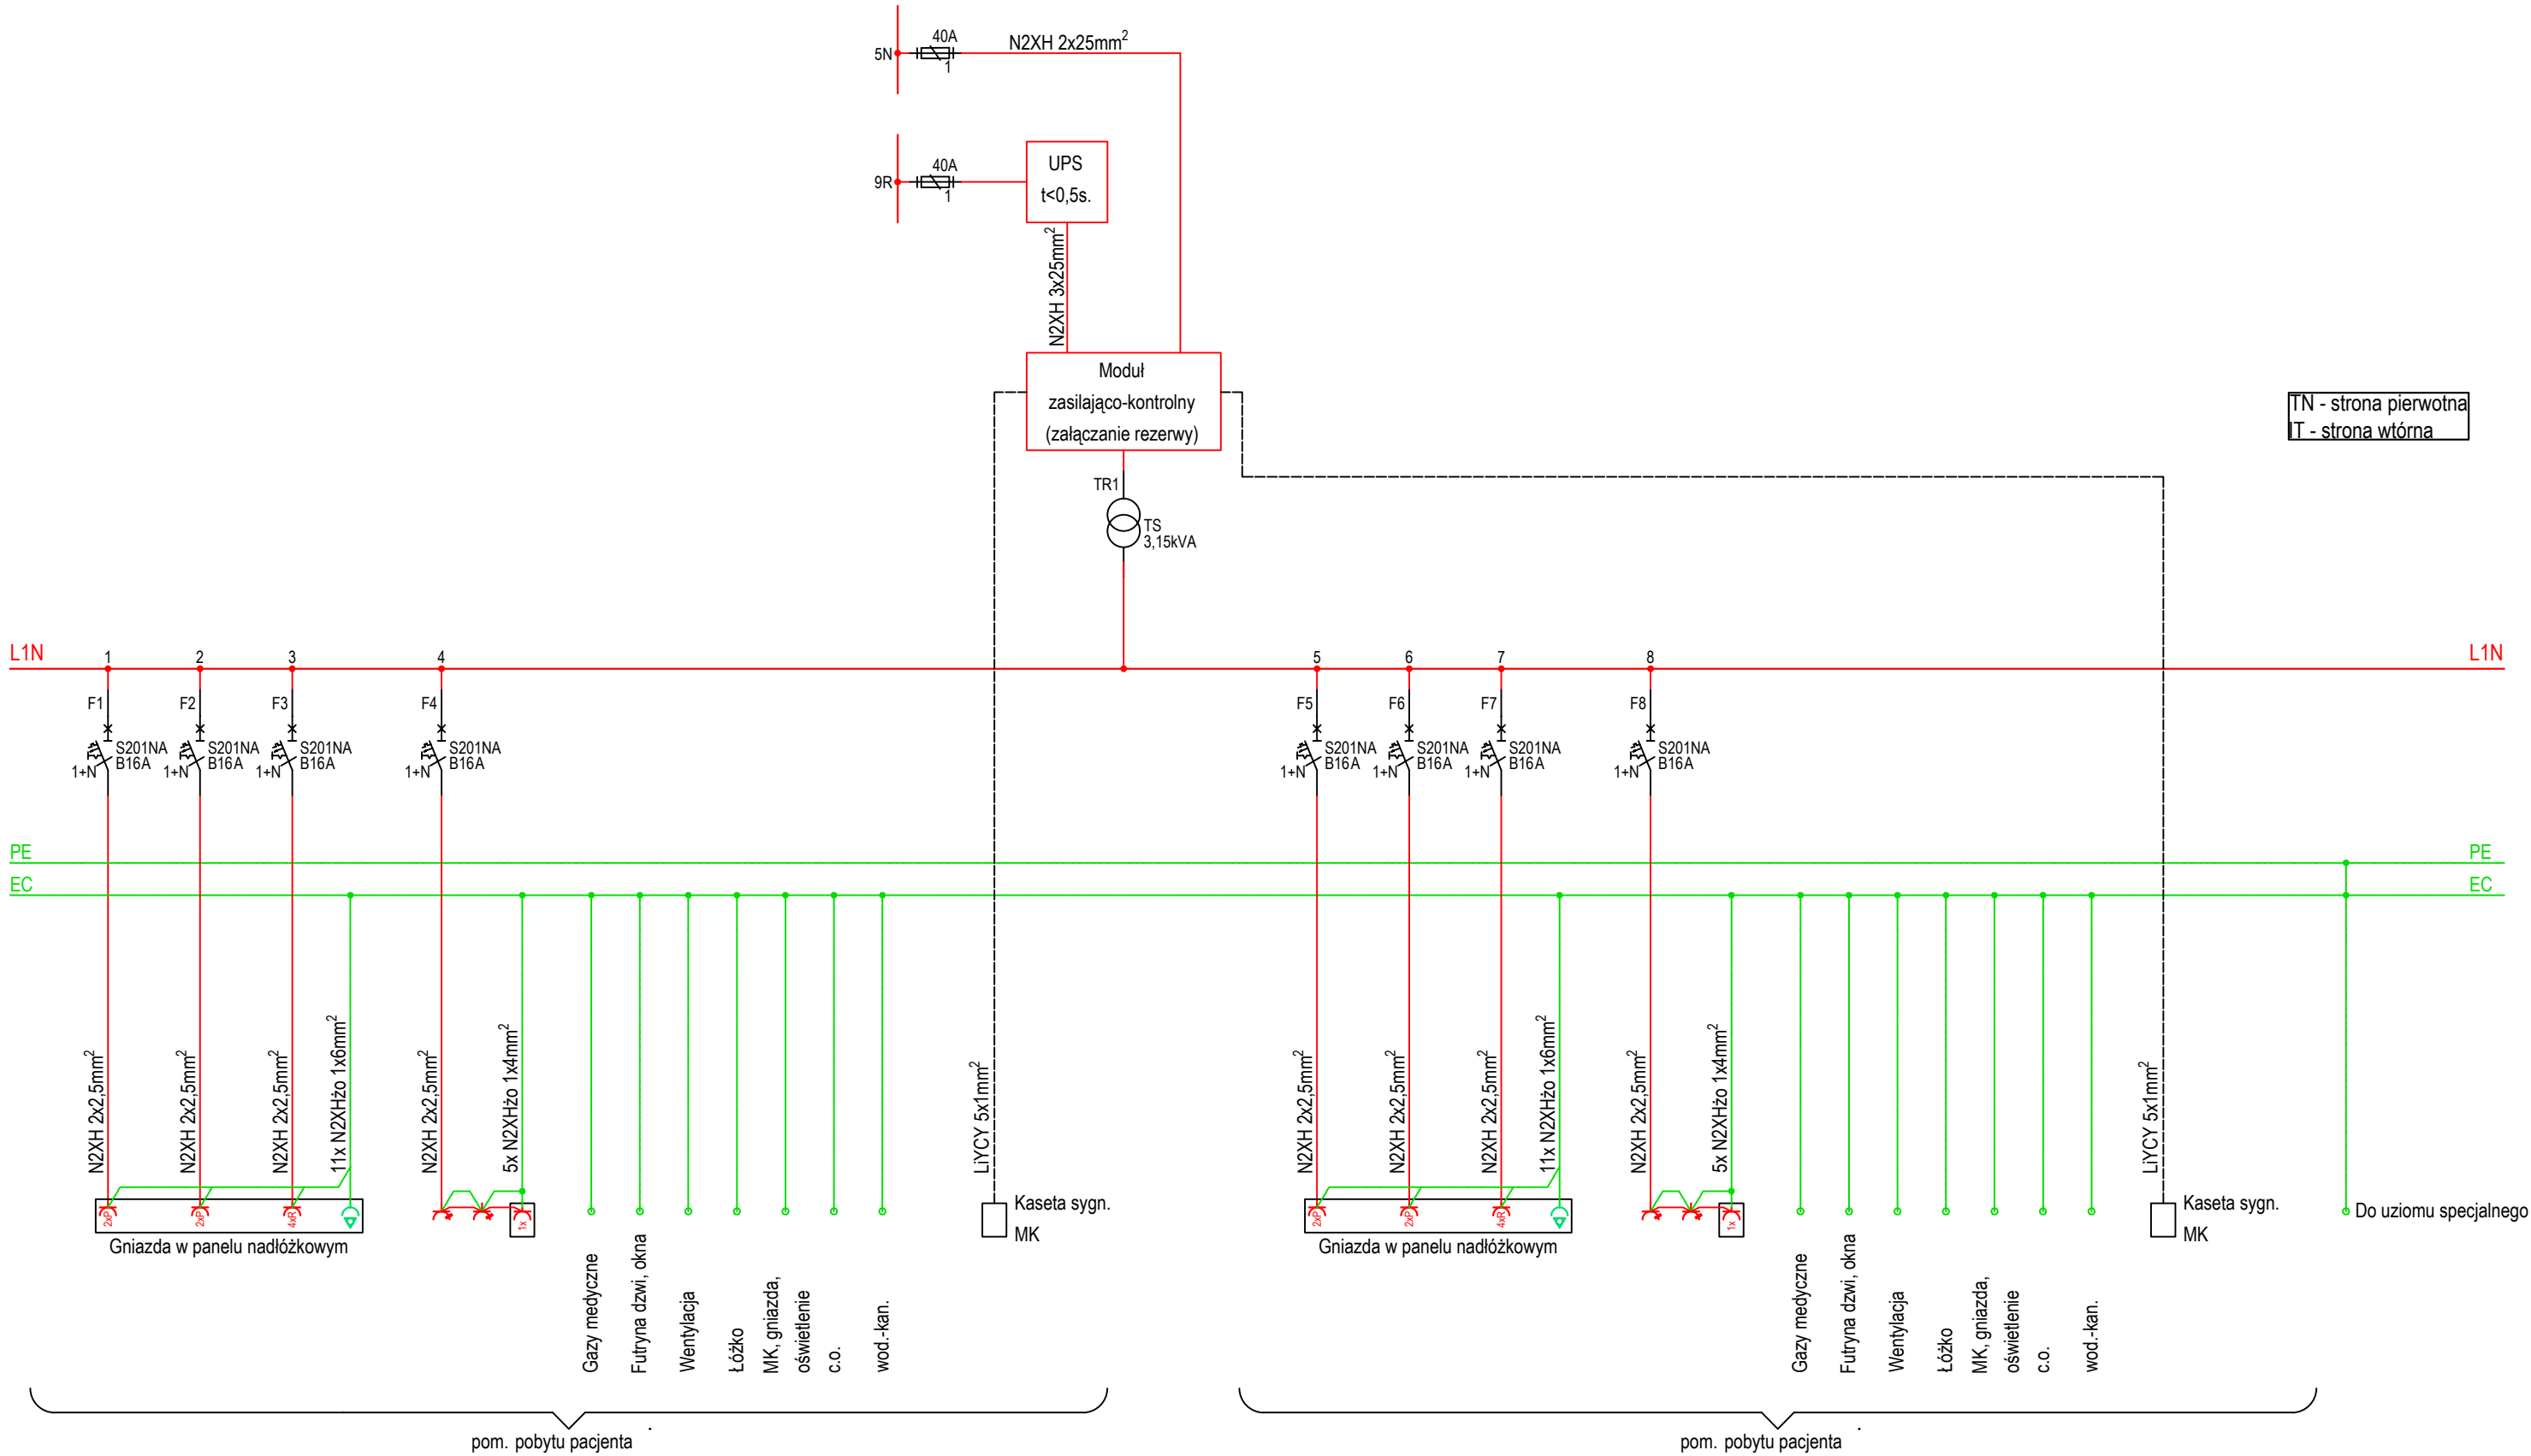 40A
N2XH 2x25mm²
5N
1
40A
9R
1
UPS
t<0,5s.
N2XH 3x25mm²
Moduł
zasilająco-kontrolny
(załączanie rezerwy)
TN - strona pierwotna
IT - strona wtórna
TR1
TS
3,15kVA
L1N
1
2
3
4
5
6
7
8
L1N
F1
F2
F3
F4
F5
F6
F7
F8
S201NA
B16A
1+N
S201NA
B16A
1+N
S201NA
B16A
1+N
S201NA
B16A
1+N
S201NA
B16A
1+N
S201NA
B16A
1+N
S201NA
B16A
1+N
S201NA
B16A
1+N
PE
PE
EC
EC
N2XH 2x2,5mm²
N2XH 2x2,5mm²
N2XH 2x2,5mm²
11x N2XHżo 1x6mm²
N2XH 2x2,5mm²
5x N2XHżo 1x4mm²
LiYCY 5x1mm²
N2XH 2x2,5mm²
N2XH 2x2,5mm²
N2XH 2x2,5mm²
11x N2XHżo 1x6mm²
N2XH 2x2,5mm²
5x N2XHżo 1x4mm²
LiYCY 5x1mm²
2xP
2xP
4xR
1x
Kaseta sygn.
MK
2xP
2xP
4xR
1x
Kaseta sygn.
MK
Do uziomu specjalnego
Gniazda w panelu nadłóżkowym
Gniazda w panelu nadłóżkowym
Gazy medyczne
Futryna dzwi, okna
Wentylacja
Łóżko
MK, gniazda,
oświetlenie
c.o.
wod.-kan.
Gazy medyczne
Futryna dzwi, okna
Wentylacja
Łóżko
MK, gniazda,
oświetlenie
c.o.
wod.-kan.
pom. pobytu pacjenta
pom. pobytu pacjenta